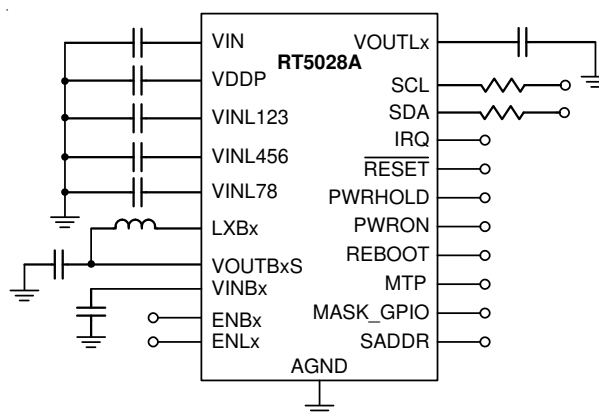 RT5028A
VIN
VDDP
VINL123
VINL456
VINL78
LXBx
VOUTBxS
VINBx
ENBx
ENLx
VOUTLx
SCL
SDA
IRQ
RESET
PWRHOLD
PWRON
REBOOT
MTP
MASK_GPIO
SADDR
AGND